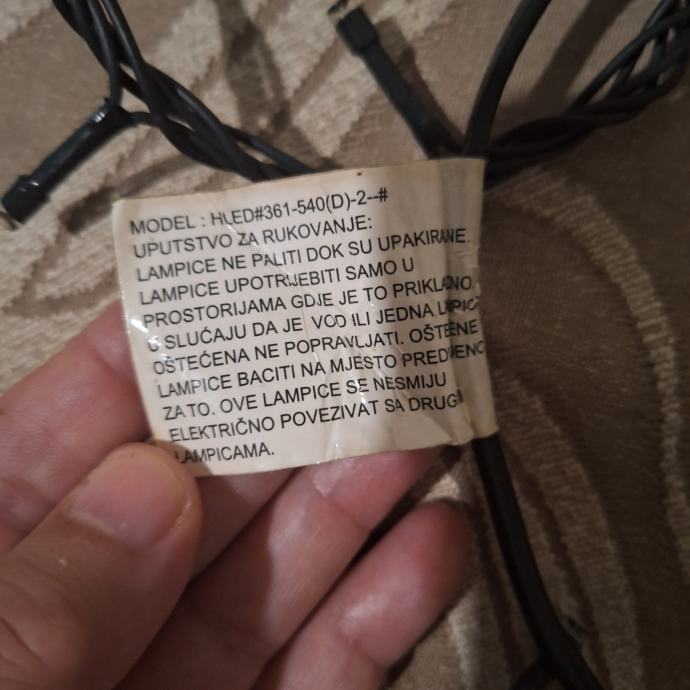 MODEL : HLED#361-540(D)-2--#
UPUTSTVO ZA RUKOVANJE:
LAMPICE NE PALITI DOK SU UPAKIRANE.
LAMPICE UPOTRIJEBITI SAMO U
PROSTORIJAMA GDJE JE TO PRIKLADNO.
U SLUĆAJU DA JE VOD ILI JEDNA LAMPICA
OŠTEĆENA NE POPRAVLJATI. OŠTEĆENE
LAMPICE BACITI NA MJESTO PREDVIĐENO
ZA TO. OVE LAMPICE SE NESMIJU
ELEKTRIČNO POVEZIVAT SA DRUGIM
LAMPICAMA.